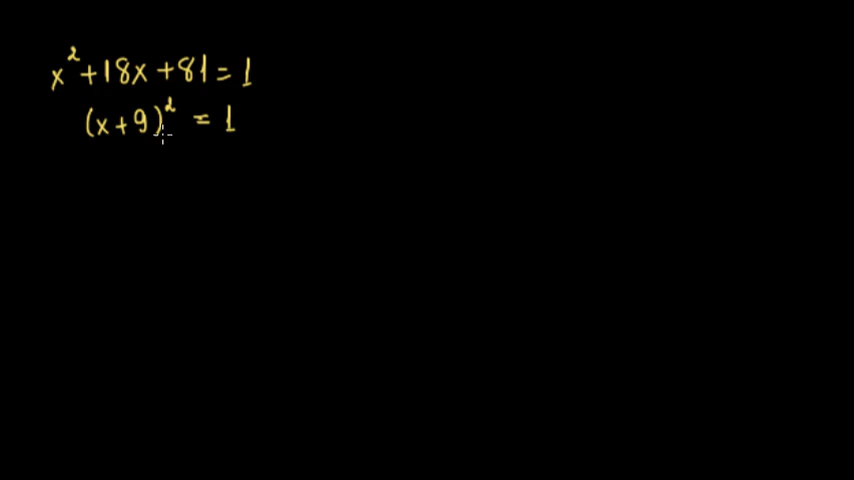 x² + 18x + 81 = 1
(x + 9)² = 1